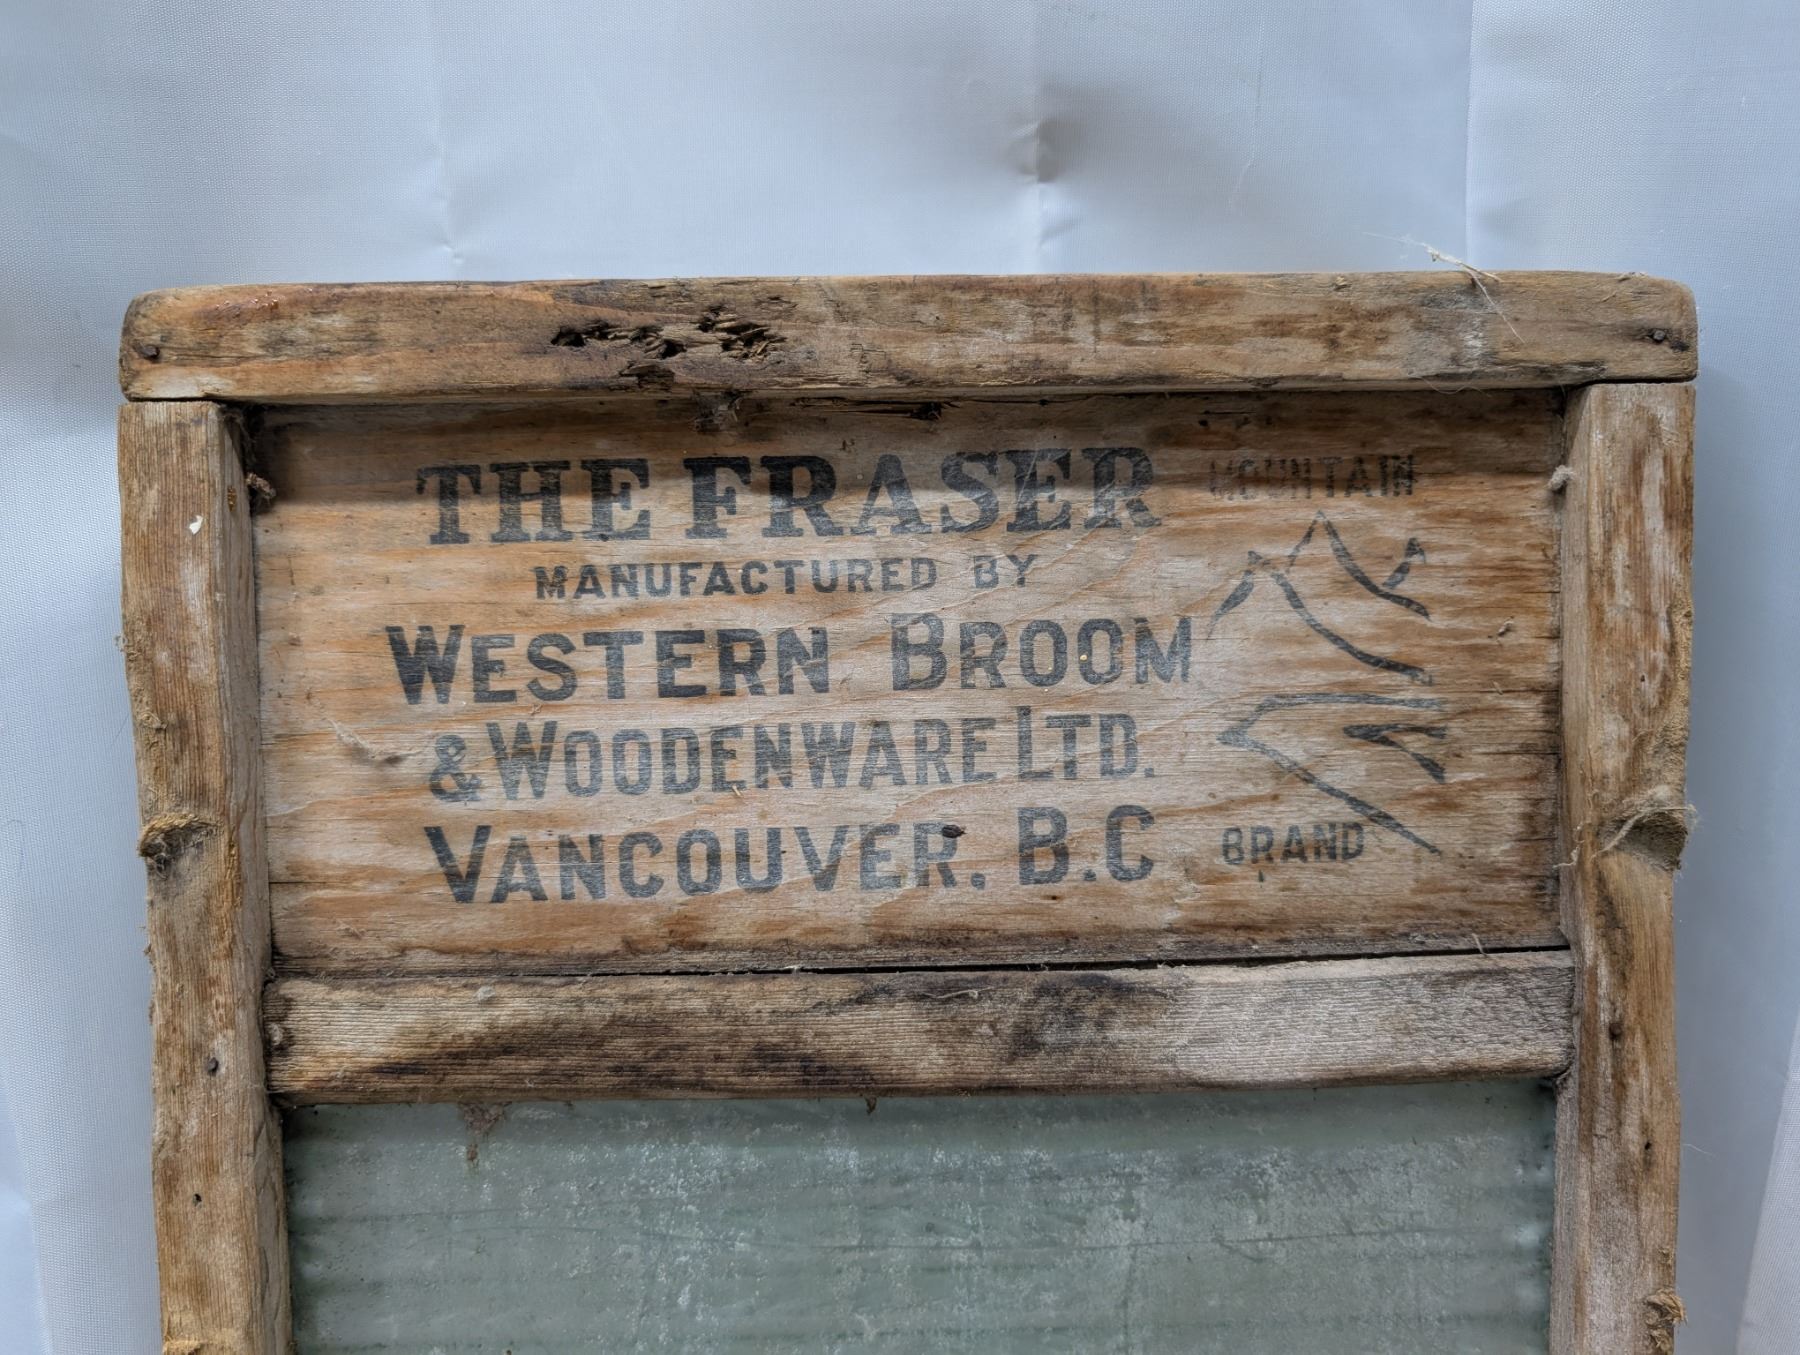 THE FRASER
MANUFACTURED BY
WESTERN BROOM
& WOODENWARE LTD.
VANCOUVER. B.C
MOUNTAIN
BRAND